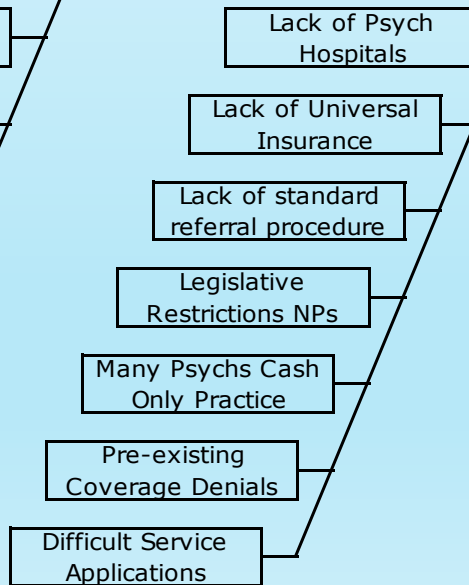 Lack of Psych
Hospitals
Lack of Universal
Insurance
Lack of standard
referral procedure
Legislative
Restrictions NPs
Many Psychs Cash
Only Practice
Pre-existing
Coverage Denials
Difficult Service
Applications